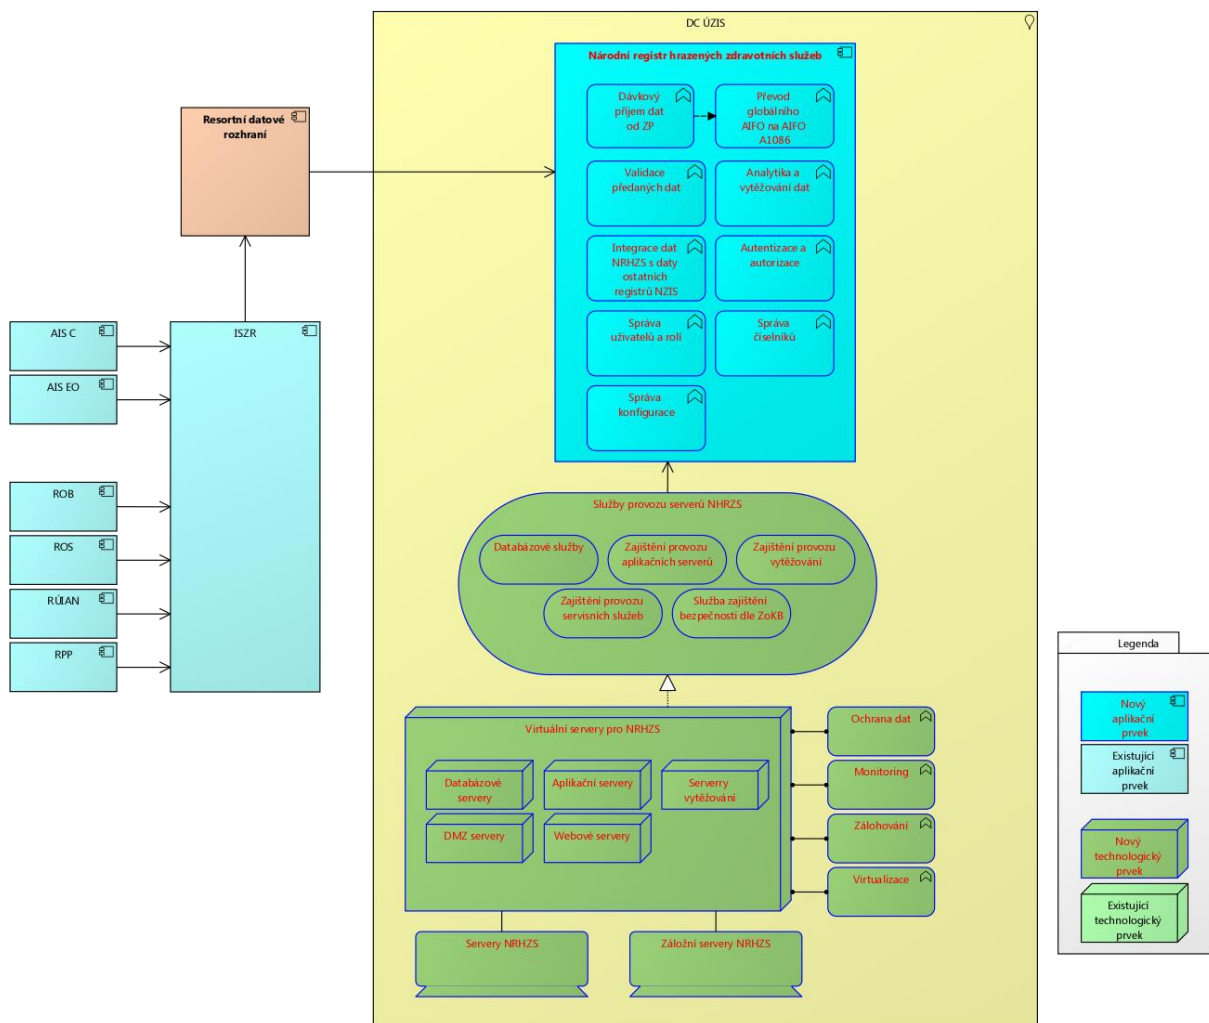 DC ÚZIS
Národní registr hrazených zdravotních služeb
Dávkový
příjem dat
od ZP
Převod
globálního
AIFO na AIFO
A1086
Validace
předaných dat
Analytika a
vytěžování dat
Integrace dat
NRHZS s daty
ostatních
registrů NZIS
Autentizace a
autorizace
Správa
uživatelů a rolí
Správa
číselníků
Správa
konfigurace
Resortní datové
rozhraní
AIS C
AIS EO
ISZR
ROB
ROS
RÚIAN
RPP
Služby provozu serverů NHRZS
Databázové služby
Zajištění provozu
aplikačních serverů
Zajištění provozu
vytěžování
Zajištění provozu
servisních služeb
Služba zajištění
bezpečnosti dle ZoKB
Virtuální servery pro NRHZS
Databázové
servery
Aplikační servery
Serverry
vytěžování
DMZ servery
Webové servery
Ochrana dat
Monitoring
Zálohování
Virtualizace
Servery NRHZS
Záložní servery NRHZS
Legenda
Nový
aplikační
prvek
Existující
aplikační
prvek
Nový
technologický
prvek
Existující
technologický
prvek